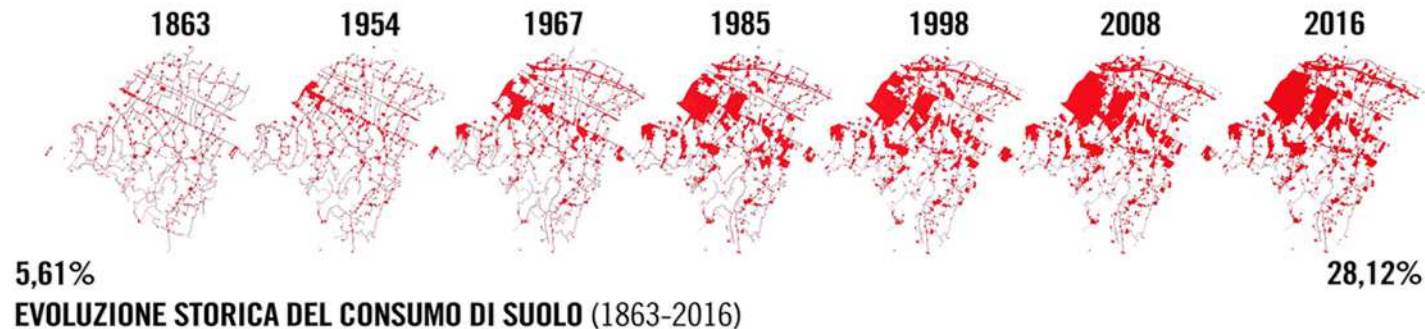 1863 1954 1967 1985 1998 2008 2016
5,61% 28,12%
EVOLUZIONE STORICA DEL CONSUMO DI SUOLO (1863-2016)